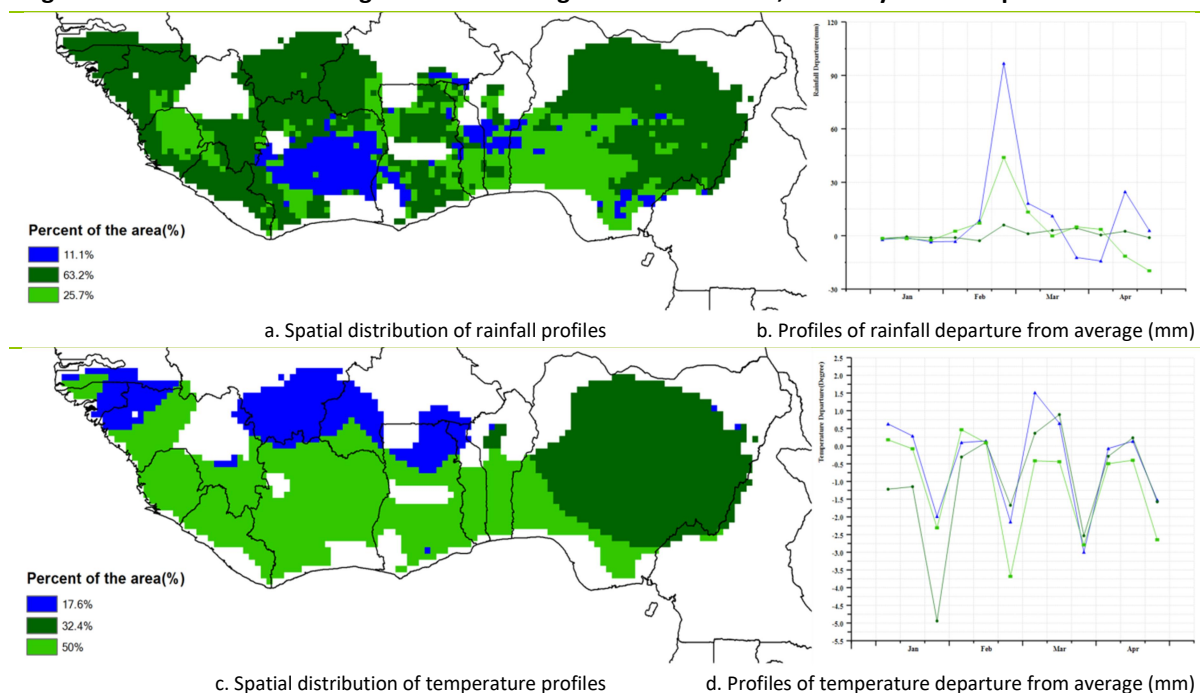 Percent of the area(%)
11.1%
63.2%
25.7%
Rainfall Departure(mm)
120
90
60
30
0
-30
Jan
Feb
Mar
Apr
a. Spatial distribution of rainfall profiles
b. Profiles of rainfall departure from average (mm)
Percent of the area(%)
17.6%
32.4%
50%
Temperature Departure(Degree)
2.5
2.0
1.5
1.0
0.5
0.0
-0.5
-1.0
-1.5
-2.0
-2.5
-3.0
-3.5
-4.0
-4.5
-5.0
-5.5
Jan
Feb
Mar
Apr
c. Spatial distribution of temperature profiles
d. Profiles of temperature departure from average (mm)